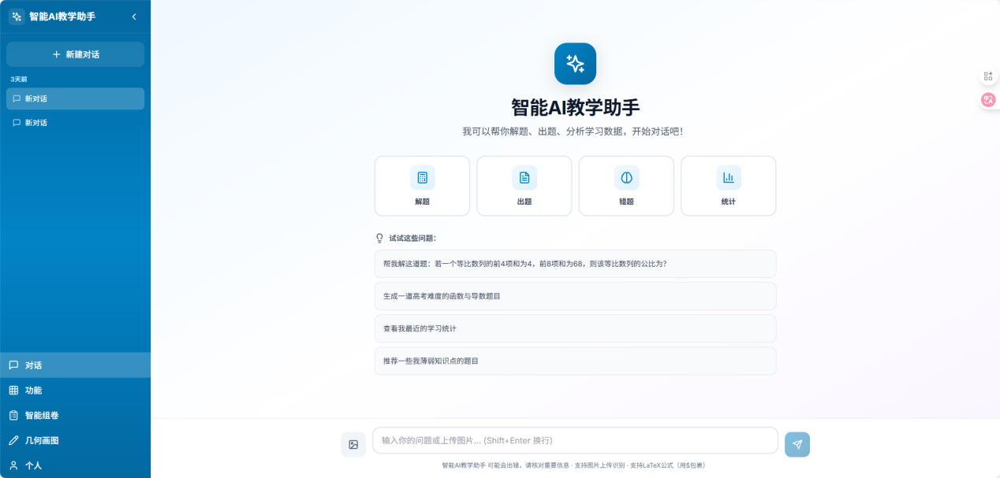 智能AI教学助手
新建对话
3天前
新对话
新对话
对话
功能
智能组卷
几何画图
个人
智能AI教学助手
我可以帮你解题、出题、分析学习数据，开始对话吧！
解题
出题
错题
统计
试试这些问题：
帮我解这道题：若一个等比数列的前4项和为4，前8项和为68，则该等比数列的公比为?
生成一道高考难度的函数与导数题目
查看我最近的学习统计
推荐一些我薄弱知识点的题目
输入你的问题或上传图片... (Shift+Enter 换行)
智能AI教学助手 可能会出错，请核对重要信息 · 支持图片上传识别 · 支持LaTeX公式（用$包裹）